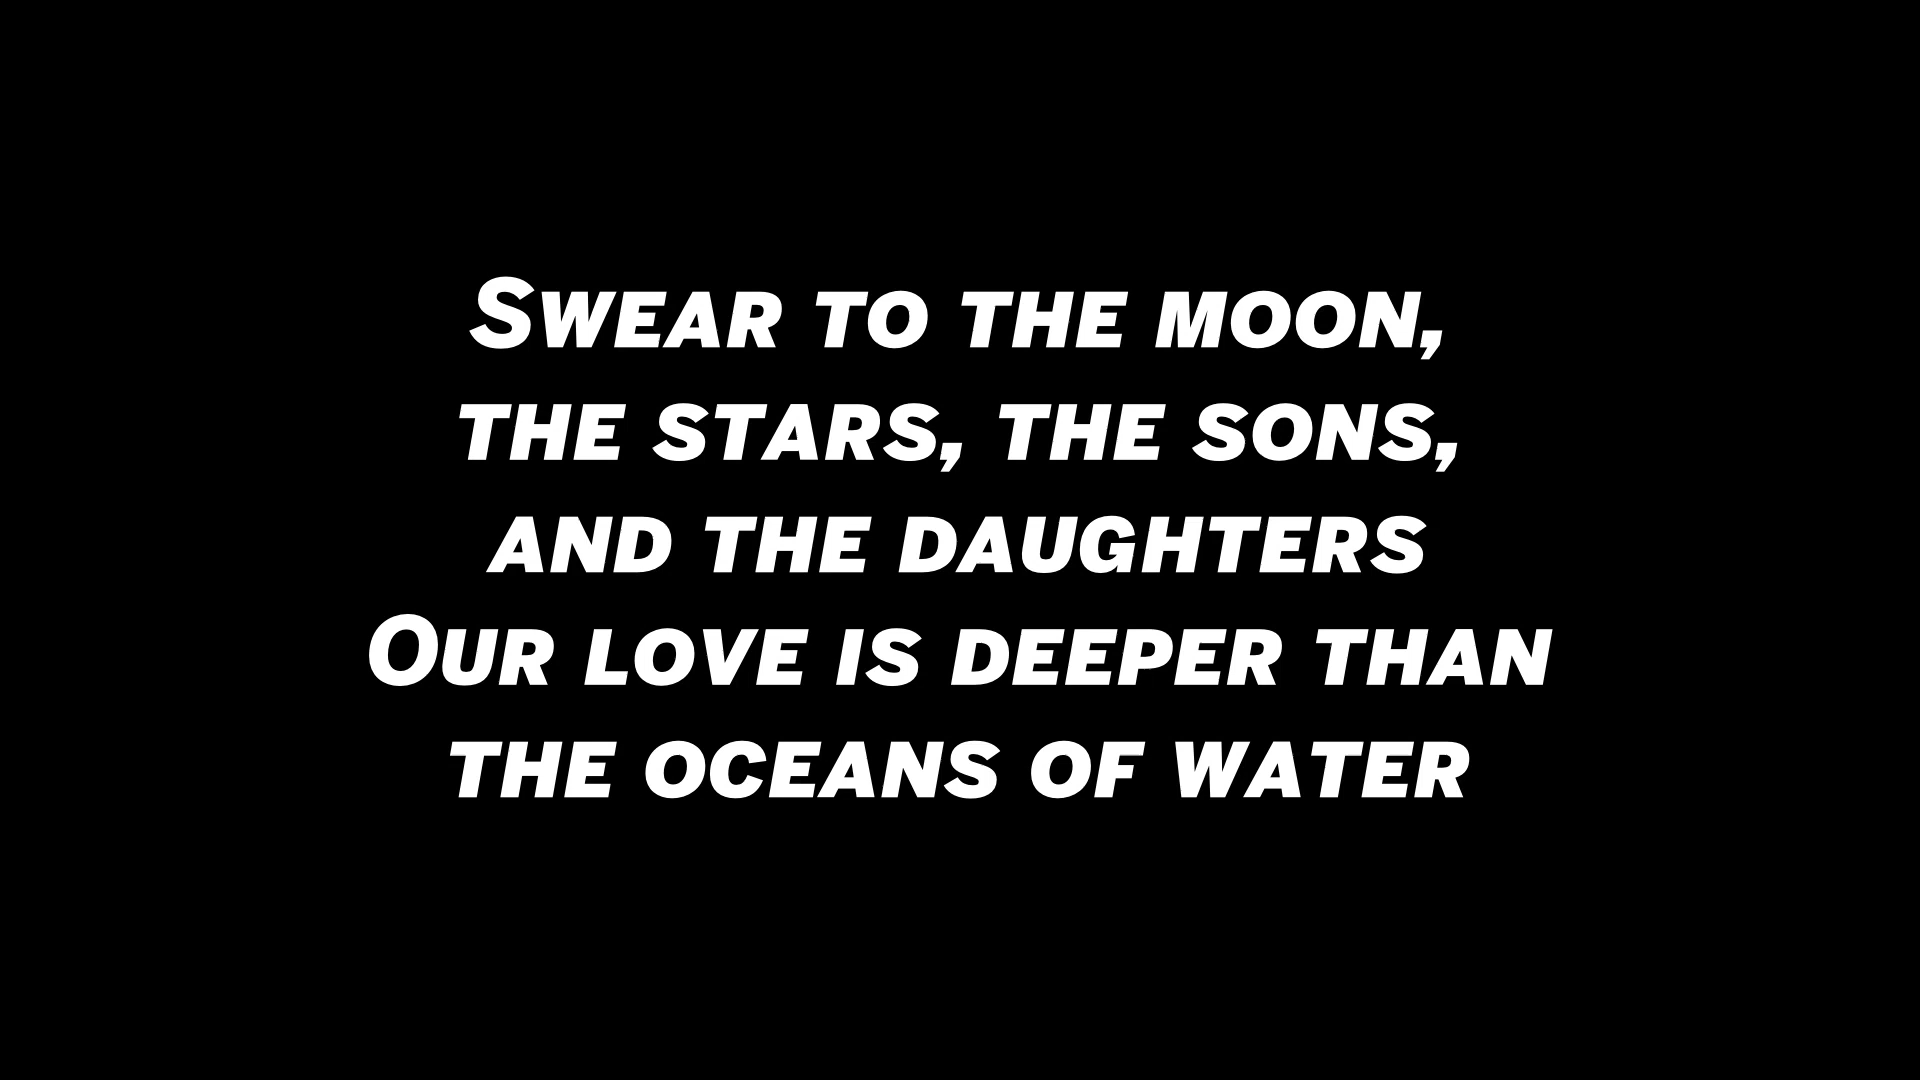 Swear to the moon,
the stars, the sons,
and the daughters
Our love is deeper than
the oceans of water